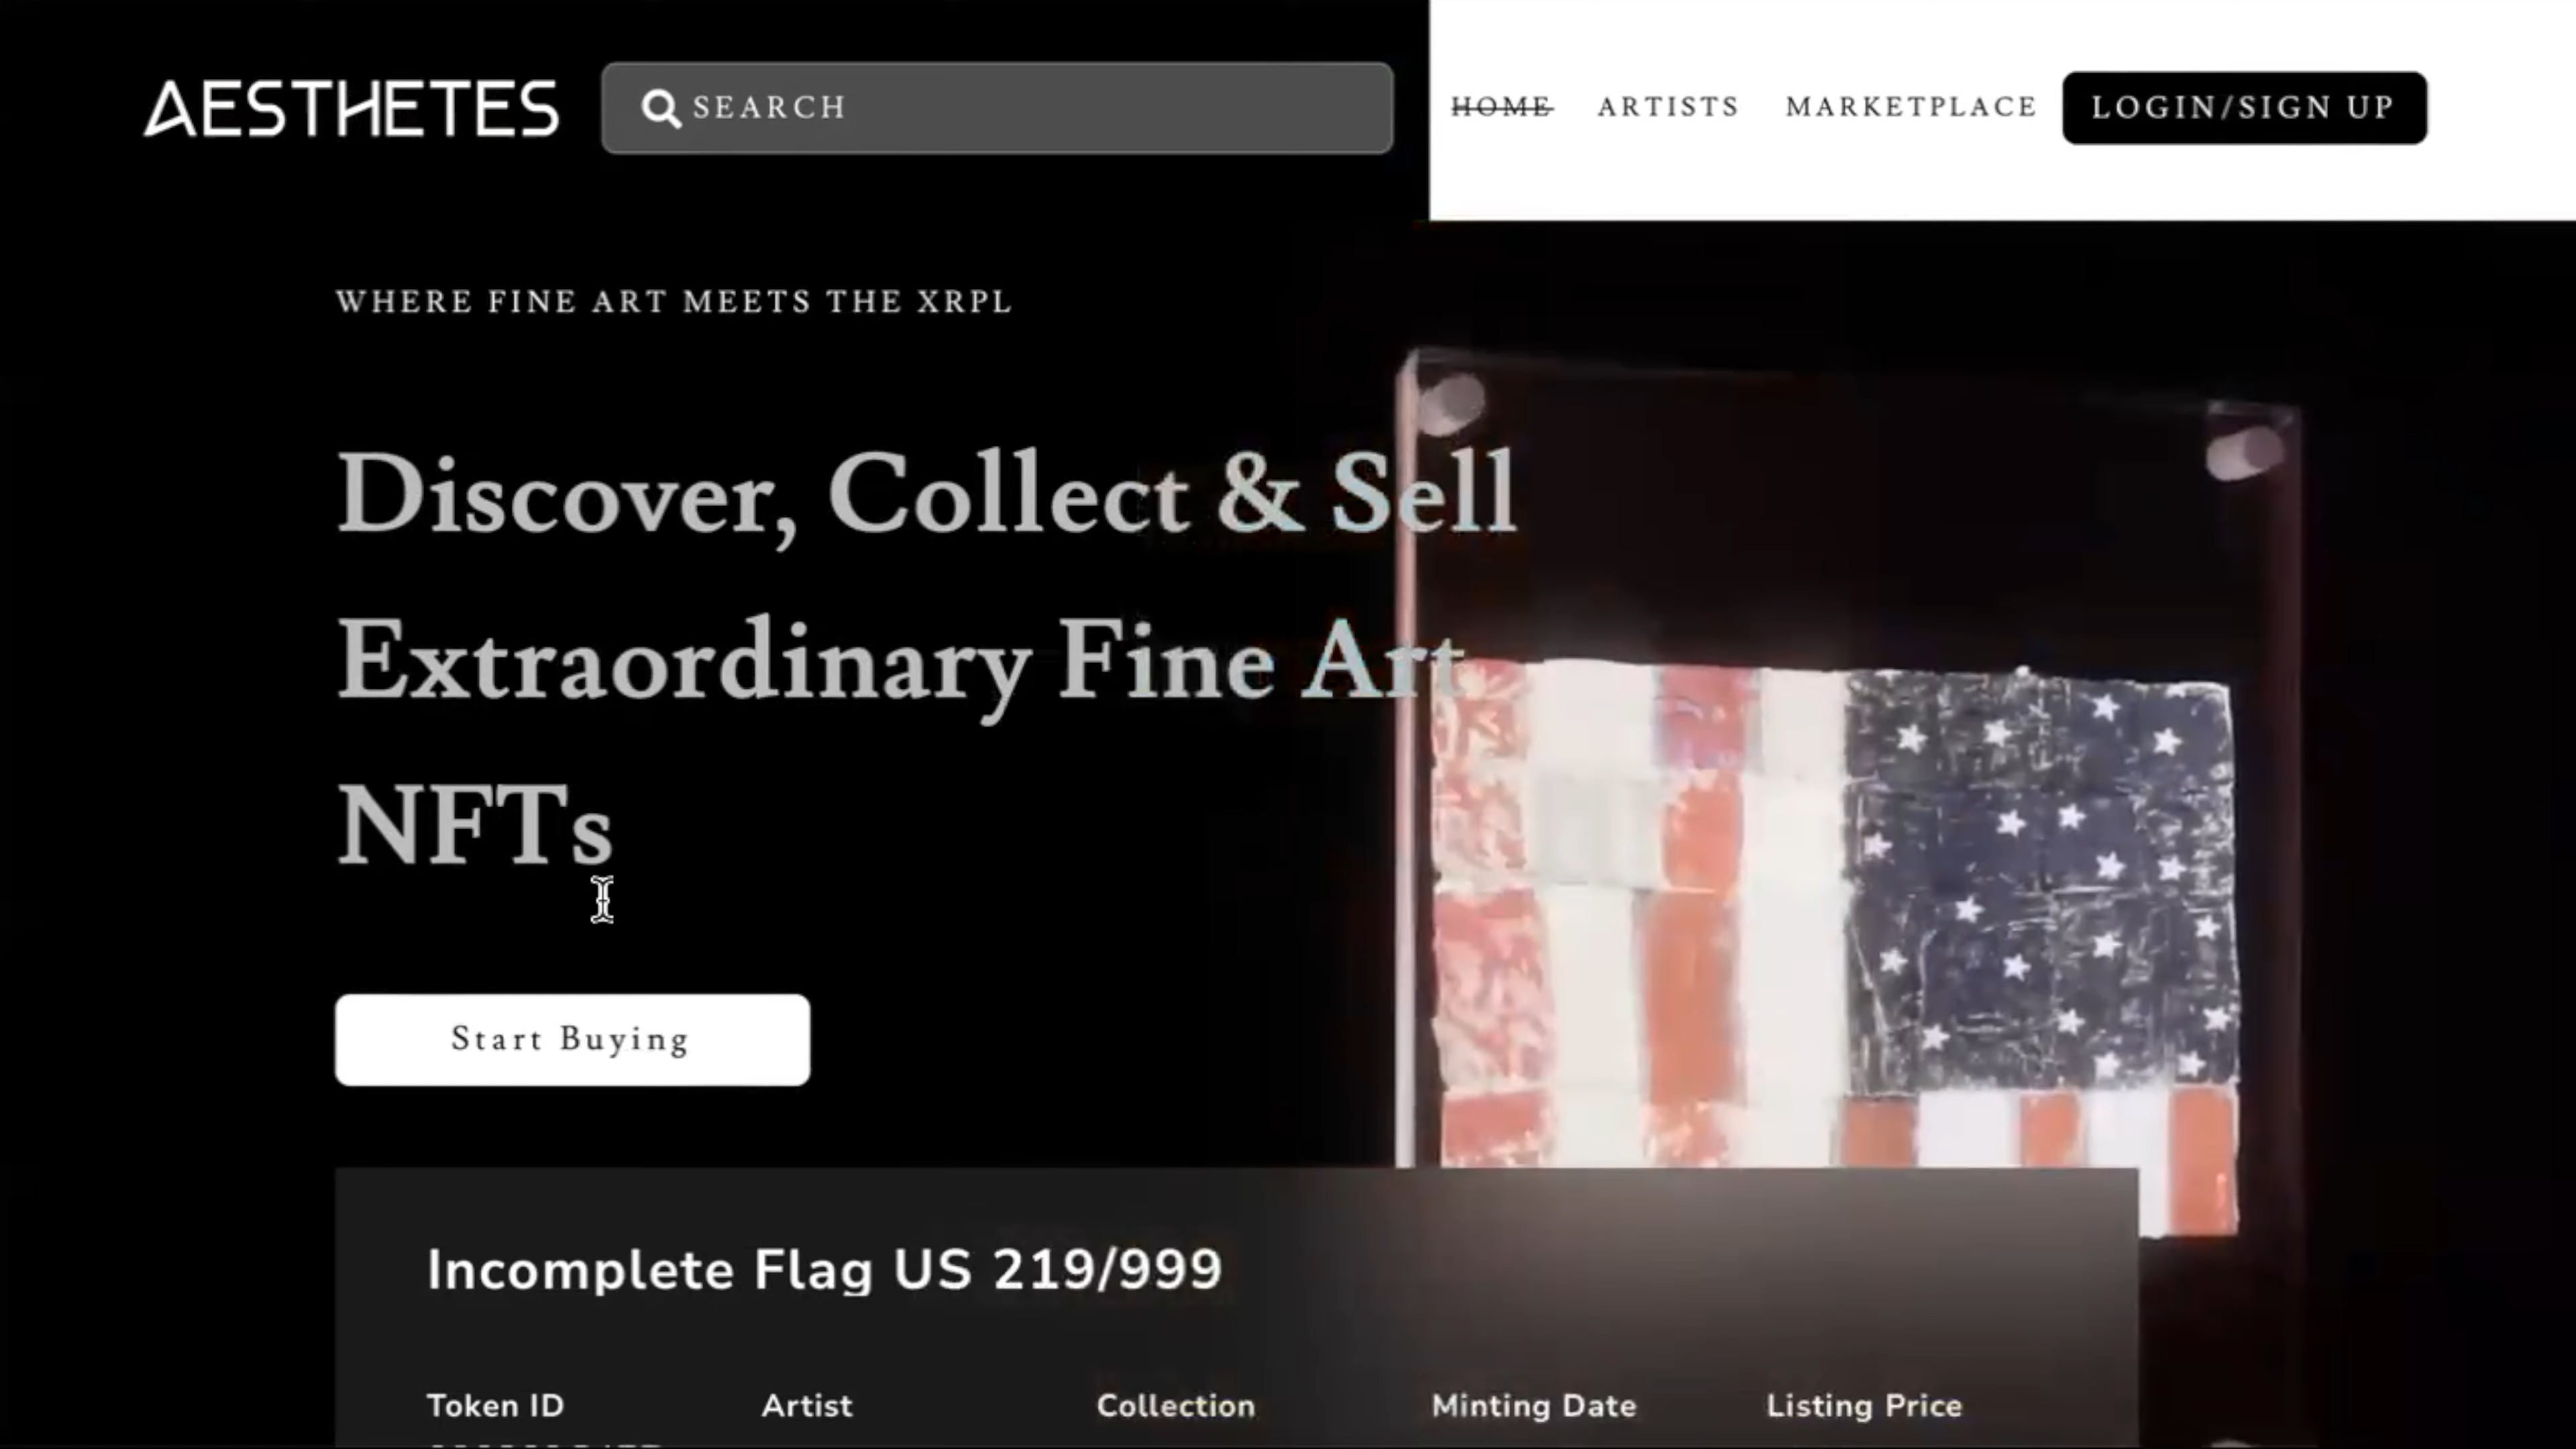 AESTHETES
SEARCH
HOME
ARTISTS
MARKETPLACE
LOGIN/SIGN UP
WHERE FINE ART MEETS THE XRPL
Discover, Collect & Sell
Extraordinary Fine Art
NFTs
Start Buying
Incomplete Flag US 219/999
Token ID
Artist
Collection
Minting Date
Listing Price